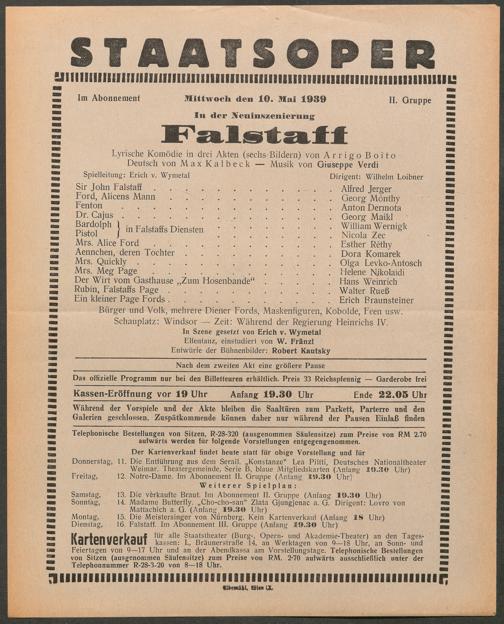 STAATSOPER
Im Abonnement Mittwoch den 10. Mai 1939 II. Gruppe
In der Neuinszenierung
Falstaff
Lyrische Komödie in drei Akten (sechs Bildern) von Arrigo Boito
Deutsch von Max Kalbeck — Musik von Giuseppe Verdi
Spielleitung: Erich v. Wymetal Dirigent: Wilhelm Loibner
Sir John Falstaff . . . . . . . . Alfred Jerger
Ford, Alicens Mann . . . . . . . . Georg Monthy
Fenton . . . . . . . . Anton Dermota
Dr. Cajus . . . . . . . . Georg Maikl
Bardolph } in Falstaffs Diensten . . . . . . William Wernigk
Pistol } . . . . . . Nicola Zec
Mrs. Alice Ford . . . . . . . . Esther Réthy
Aennchen, deren Tochter . . . . . . . . Dora Komarek
Mrs. Quickly . . . . . . . . Olga Levko-Antosch
Mrs. Meg Page . . . . . . . . Helene Nikolaidi
Der Wirt vom Gasthause „Zum Hosenbande“ . . . . Hans Weinrich
Rubin, Falstaffs Page . . . . . . . . Walter Rueß
Ein kleiner Page Fords . . . . . . . . Erich Braunsteiner
Bürger und Volk, mehrere Diener Fords, Maskenfiguren, Kobolde, Feen usw.
Schauplatz: Windsor — Zeit: Während der Regierung Heinrichs IV.
In Szene gesetzt von Erich v. Wymetal
Elfentanz, einstudiert von W. Fränzl
Entwürfe der Bühnenbilder: Robert Kautsky
Nach dem zweiten Akt eine größere Pause
Das offizielle Programm nur bei den Billetteuren erhältlich. Preis 33 Reichspfennig — Garderobe frei
Kassen-Eröffnung vor 19 Uhr Anfang 19.30 Uhr Ende 22.05 Uhr
Während der Vorspiele und der Akte bleiben die Saaltüren zum Parkett, Parterre und den
Galerien geschlossen. Zuspätkommende können daher nur während der Pausen Einlaß finden
Telephonische Bestellungen von Sitzen, R-28-320 (ausgenommen Säulensitze) zum Preise von RM 2.70
aufwärts werden für folgende Vorstellungen entgegengenommen.
Der Kartenverkauf findet heute statt für obige Vorstellung und für
Donnerstag, 11. Die Entführung aus dem Serail. „Konstanze“ Lea Piltti, Deutsches Nationaltheater
Weimar. Theatergemeinde, Serie B, blaue Mitgliedskarten (Anfang 19.30 Uhr)
Freitag, 12. Notre-Dame. Im Abonnement II. Gruppe (Anfang 19.30 Uhr)
Weiterer Spielplan:
Samstag, 13. Die verkaufte Braut. Im Abonnement II. Gruppe (Anfang 19.30 Uhr)
Sonntag, 14. Madame Butterfly. „Cho-cho-san“ Zlata Gjungjenac a. G. Dirigent: Lovro von
Mattachich a. G. (Anfang 19.30 Uhr)
Montag, 15. Die Meistersinger von Nürnberg. Kein Kartenverkauf (Anfang 18 Uhr)
Dienstag, 16. Falstaff. Im Abonnement III. Gruppe (Anfang 19.30 Uhr)
Kartenverkauf für alle Staatstheater (Burg-, Opern- und Akademie-Theater) an den Tages-
kassen: I., Bräunerstraße 14, an Werktagen von 9—18 Uhr, an Sonn- und
Feiertagen von 9—17 Uhr und an der Abendkassa am Vorstellungstage. Telephonische Bestellungen
von Sitzen (ausgenommen Säulensitze) zum Preise von RM. 2·70 aufwärts ausschließlich unter der
Telephonnummer R-28-3-20 von 8—18 Uhr.
Elbemühl, Wien IX.